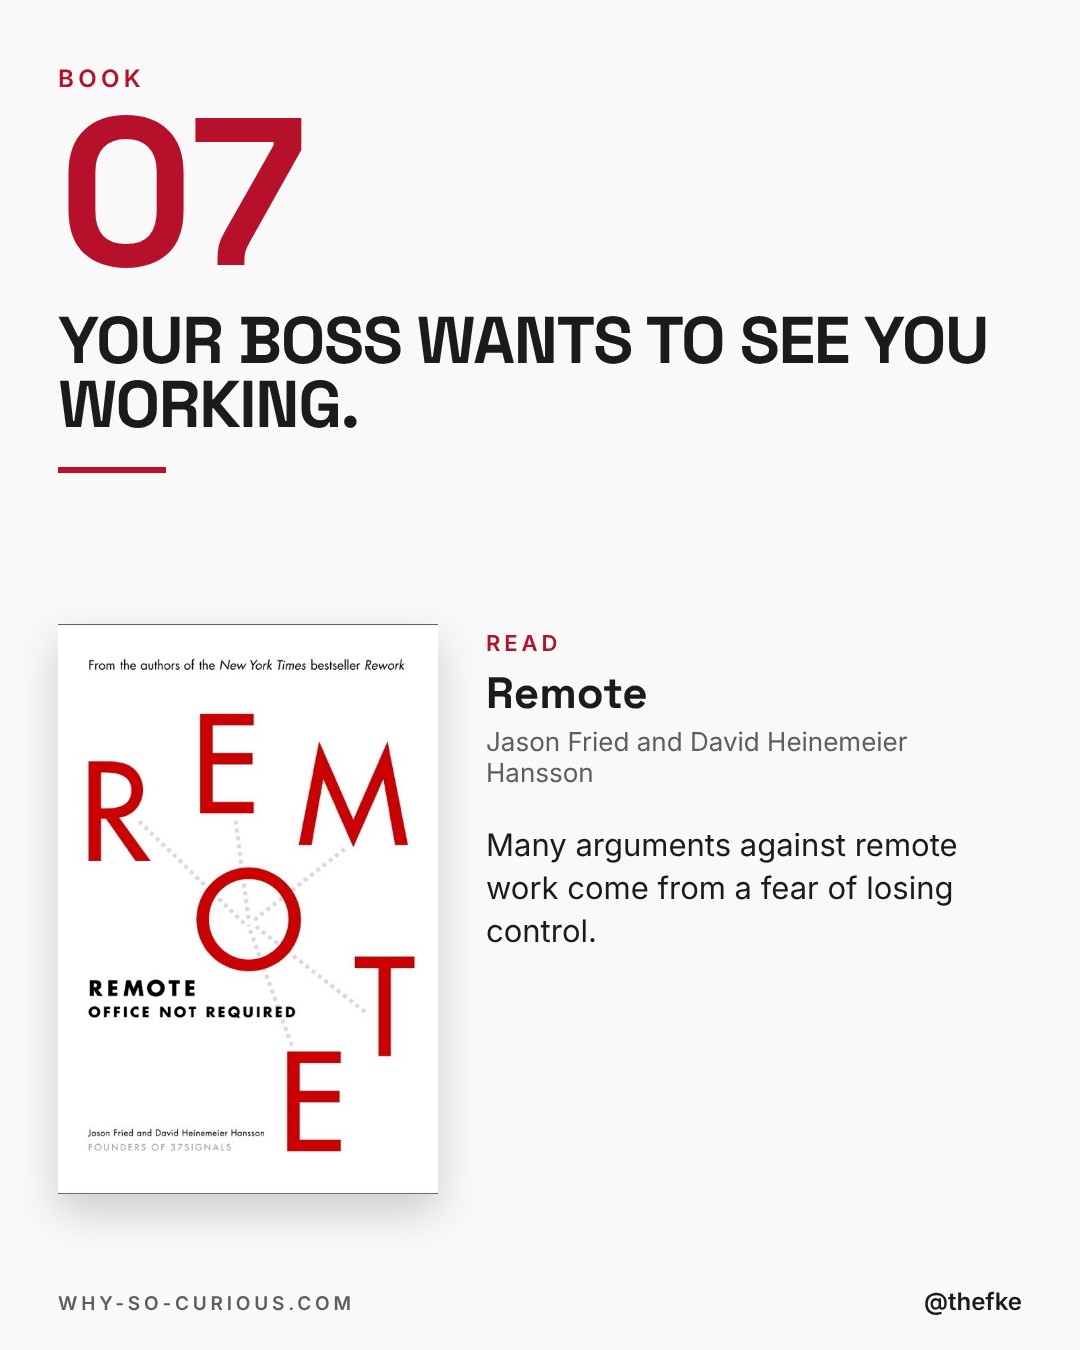 BOOK
07
YOUR BOSS WANTS TO SEE YOU
WORKING.
From the authors of the New York Times bestseller Rework
REMOTE
REMOTE
OFFICE NOT REQUIRED
Jason Fried and David Heinemeier Hansson
FOUNDERS OF 37SIGNALS
READ
Remote
Jason Fried and David Heinemeier
Hansson
Many arguments against remote
work come from a fear of losing
control.
WHY-SO-CURIOUS.COM
@thefke